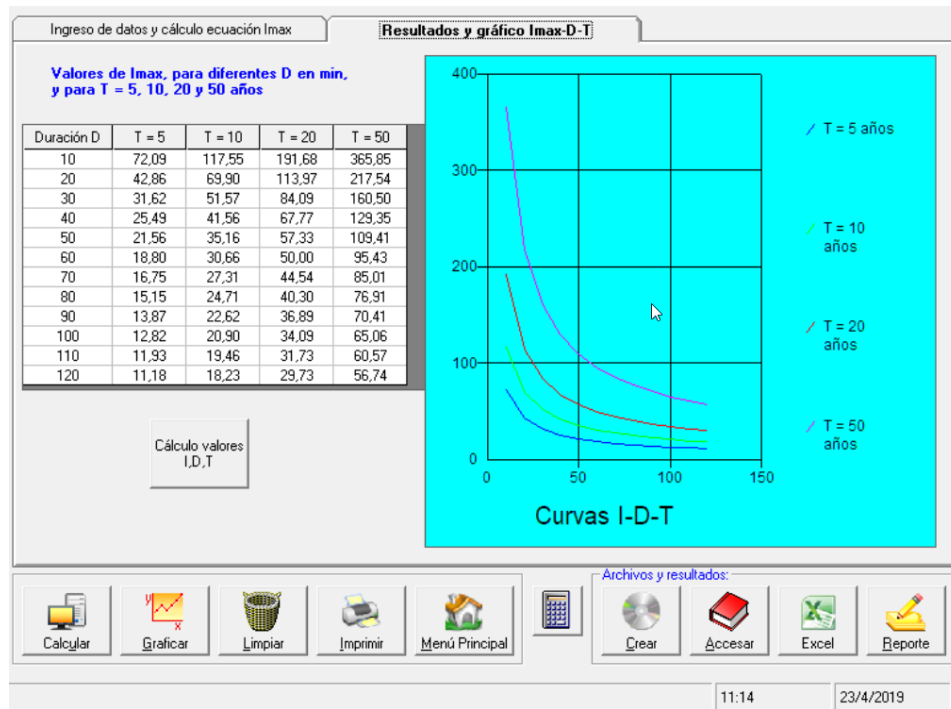 Ingreso de datos y cálculo ecuación Imax
Resultados y gráfico Imax-D-T
Valores de Imax, para diferentes D en min,
y para T = 5, 10, 20 y 50 años
Duración D T = 5 T = 10 T = 20 T = 50
10 72,09 117,55 191,68 365,85
20 42,86 69,90 113,97 217,54
30 31,62 51,57 84,09 160,50
40 25,49 41,56 67,77 129,35
50 21,56 35,16 57,33 109,41
60 18,80 30,66 50,00 95,43
70 16,75 27,31 44,54 85,01
80 15,15 24,71 40,30 76,91
90 13,87 22,62 36,89 70,41
100 12,82 20,90 34,09 65,06
110 11,93 19,46 31,73 60,57
120 11,18 18,23 29,73 56,74
Cálculo valores
I,D,T
400
300
200
100
0
0 50 100 150
Curvas I-D-T
T = 5 años
T = 10
años
T = 20
años
T = 50
años
Archivos y resultados:
y
x
Calcular Graficar Limpiar Imprimir Menú Principal Crear Accesar Excel Reporte
11:14 23/4/2019